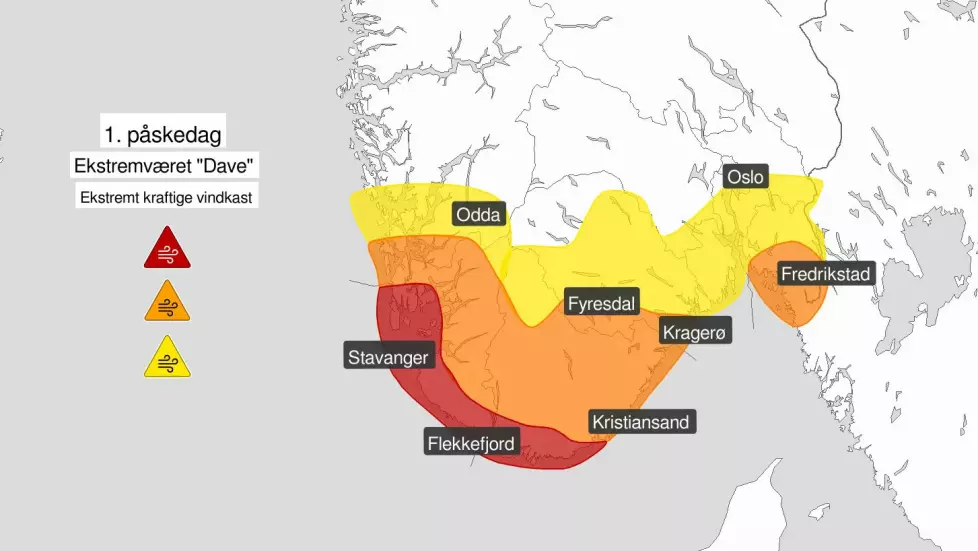 1. påskedag
Ekstremværet "Dave"
Ekstremt kraftige vindkast
Oslo
Odda
Fredrikstad
Fyresdal
Kragerø
Stavanger
Kristiansand
Flekkefjord